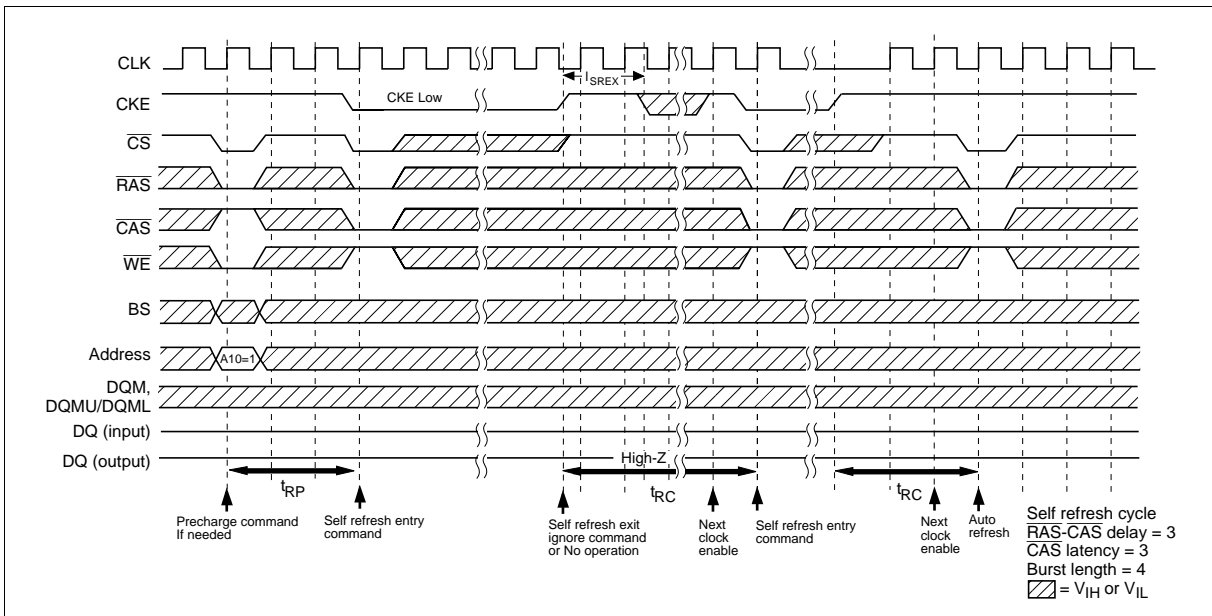 CLK
l SREX
CKE
CKE Low
CS
RAS
CAS
WE
BS
Address
A10=1
DQM,
DQMU/DQML
DQ (input)
DQ (output)
High-Z
tRP
tRC
tRC
Precharge command
If needed
Self refresh entry
command
Self refresh exit
ignore command
or No operation
Next
clock
enable
Self refresh entry
command
Next
clock
enable
Auto
refresh
Self refresh cycle
RAS-CAS delay = 3
CAS latency = 3
Burst length = 4
= VIH or VIL